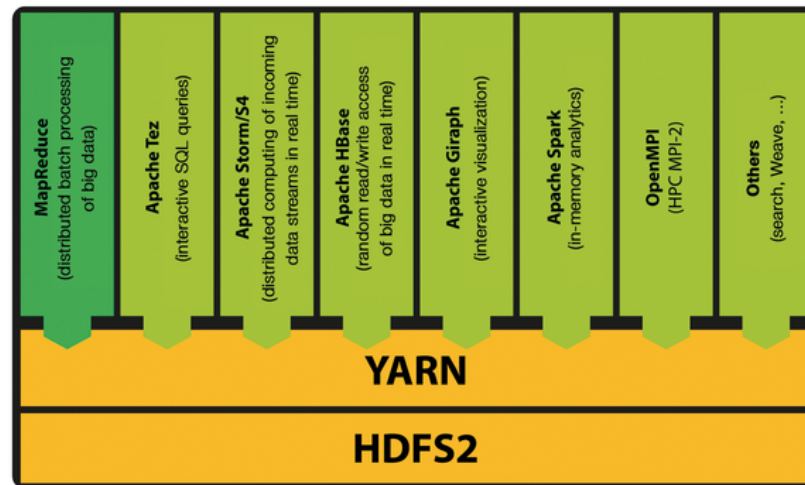 MapReduce
(distributed batch processing
of big data)
Apache Tez
(interactive SQL queries)
Apache Storm/S4
(distributed computing of incoming
data streams in real time)
Apache HBase
(random read/write access
of big data in real time)
Apache Giraph
(interactive visualization)
Apache Spark
(in-memory analytics)
OpenMPI
(HPC MPI-2)
Others
(search, Weave, ...)
YARN
HDFS2